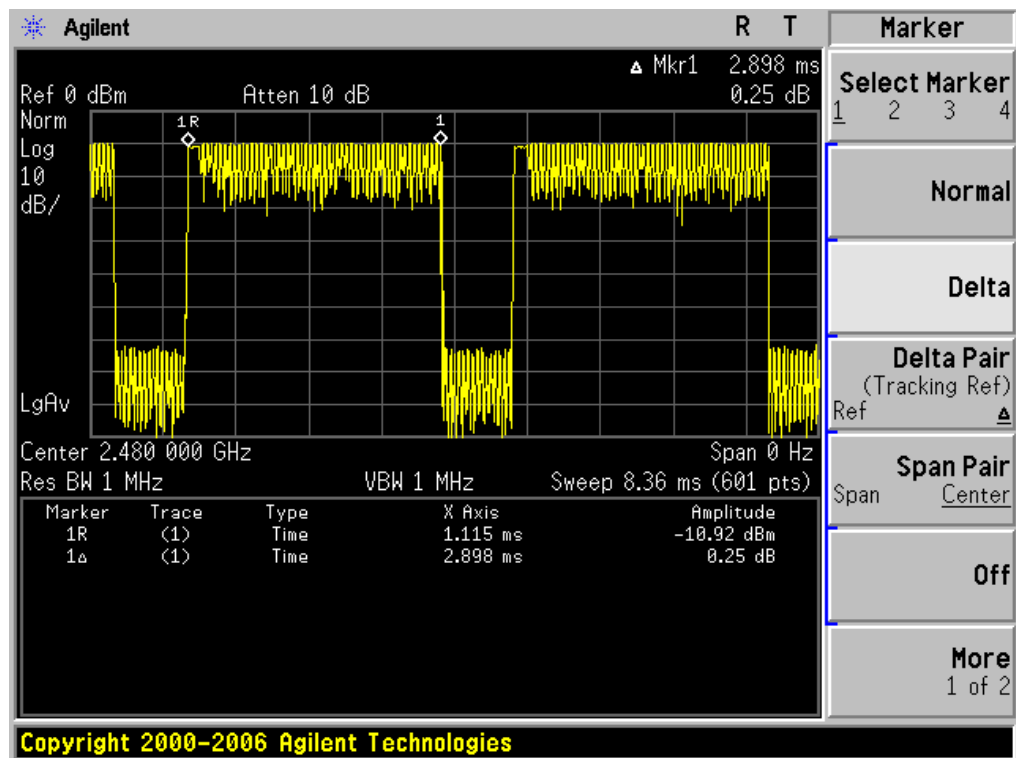 Agilent R T
▵ Mkr1 2.898 ms
Ref 0 dBm Atten 10 dB 0.25 dB
Norm
Log
10
dB/
1R
1
LgAv
Center 2.480 000 GHz Span 0 Hz
Res BW 1 MHz VBW 1 MHz Sweep 8.36 ms (601 pts)
Marker Trace Type X Axis Amplitude
1R (1) Time 1.115 ms -10.92 dBm
1▵ (1) Time 2.898 ms 0.25 dB
Marker
Select Marker
1 2 3 4
Normal
Delta
Delta Pair
(Tracking Ref)
Ref ▵
Span Pair
Span Center
Off
More
1 of 2
Copyright 2000-2006 Agilent Technologies